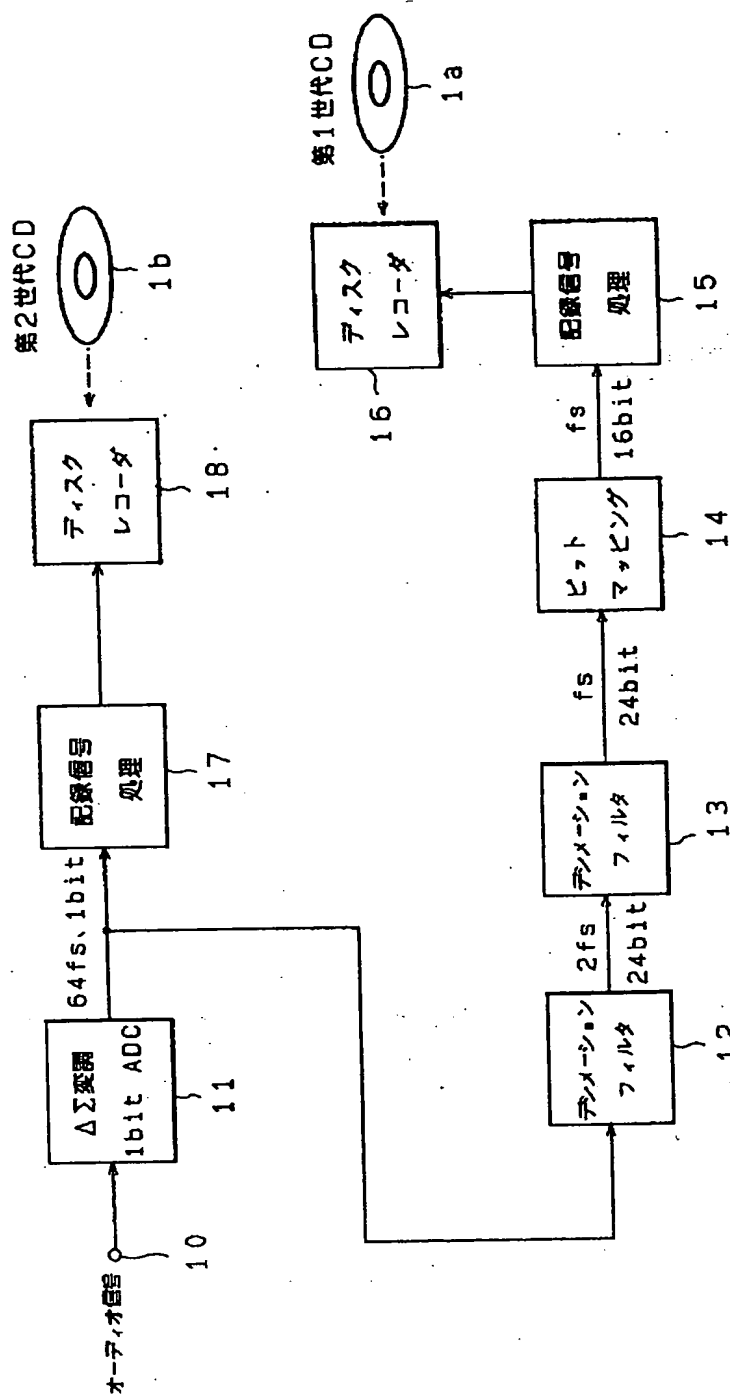 オーディオ信号
10
ΔΣ変調
1bit ADC
11
64fs、1bit
記録信号
処理
17
ディスク
レコーダ
18
第2世代CD
1b
デシメーション
フィルタ
12
2fs
24bit
デシメーション
フィルタ
13
fs
24bit
ビット
マッピング
14
fs
16bit
記録信号
処理
15
ディスク
レコーダ
16
第1世代CD
1a